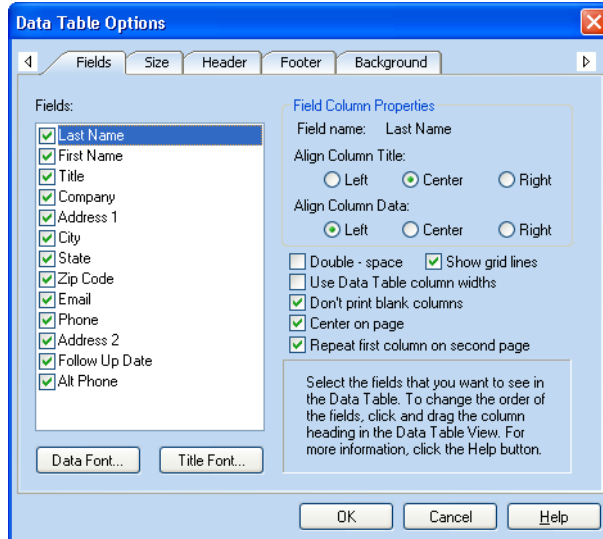 Data Table Options
Fields Size Header Footer Background
Fields:
Last Name
First Name
Title
Company
Address 1
City
State
Zip Code
Email
Phone
Address 2
Follow Up Date
Alt Phone
Data Font... Title Font...
Field Column Properties
Field name: Last Name
Align Column Title:
Left Center Right
Align Column Data:
Left Center Right
Double - space Show grid lines
Use Data Table column widths
Don't print blank columns
Center on page
Repeat first column on second page
Select the fields that you want to see in
the Data Table. To change the order of
the fields, click and drag the column
heading in the Data Table View. For
more information, click the Help button.
OK Cancel Help